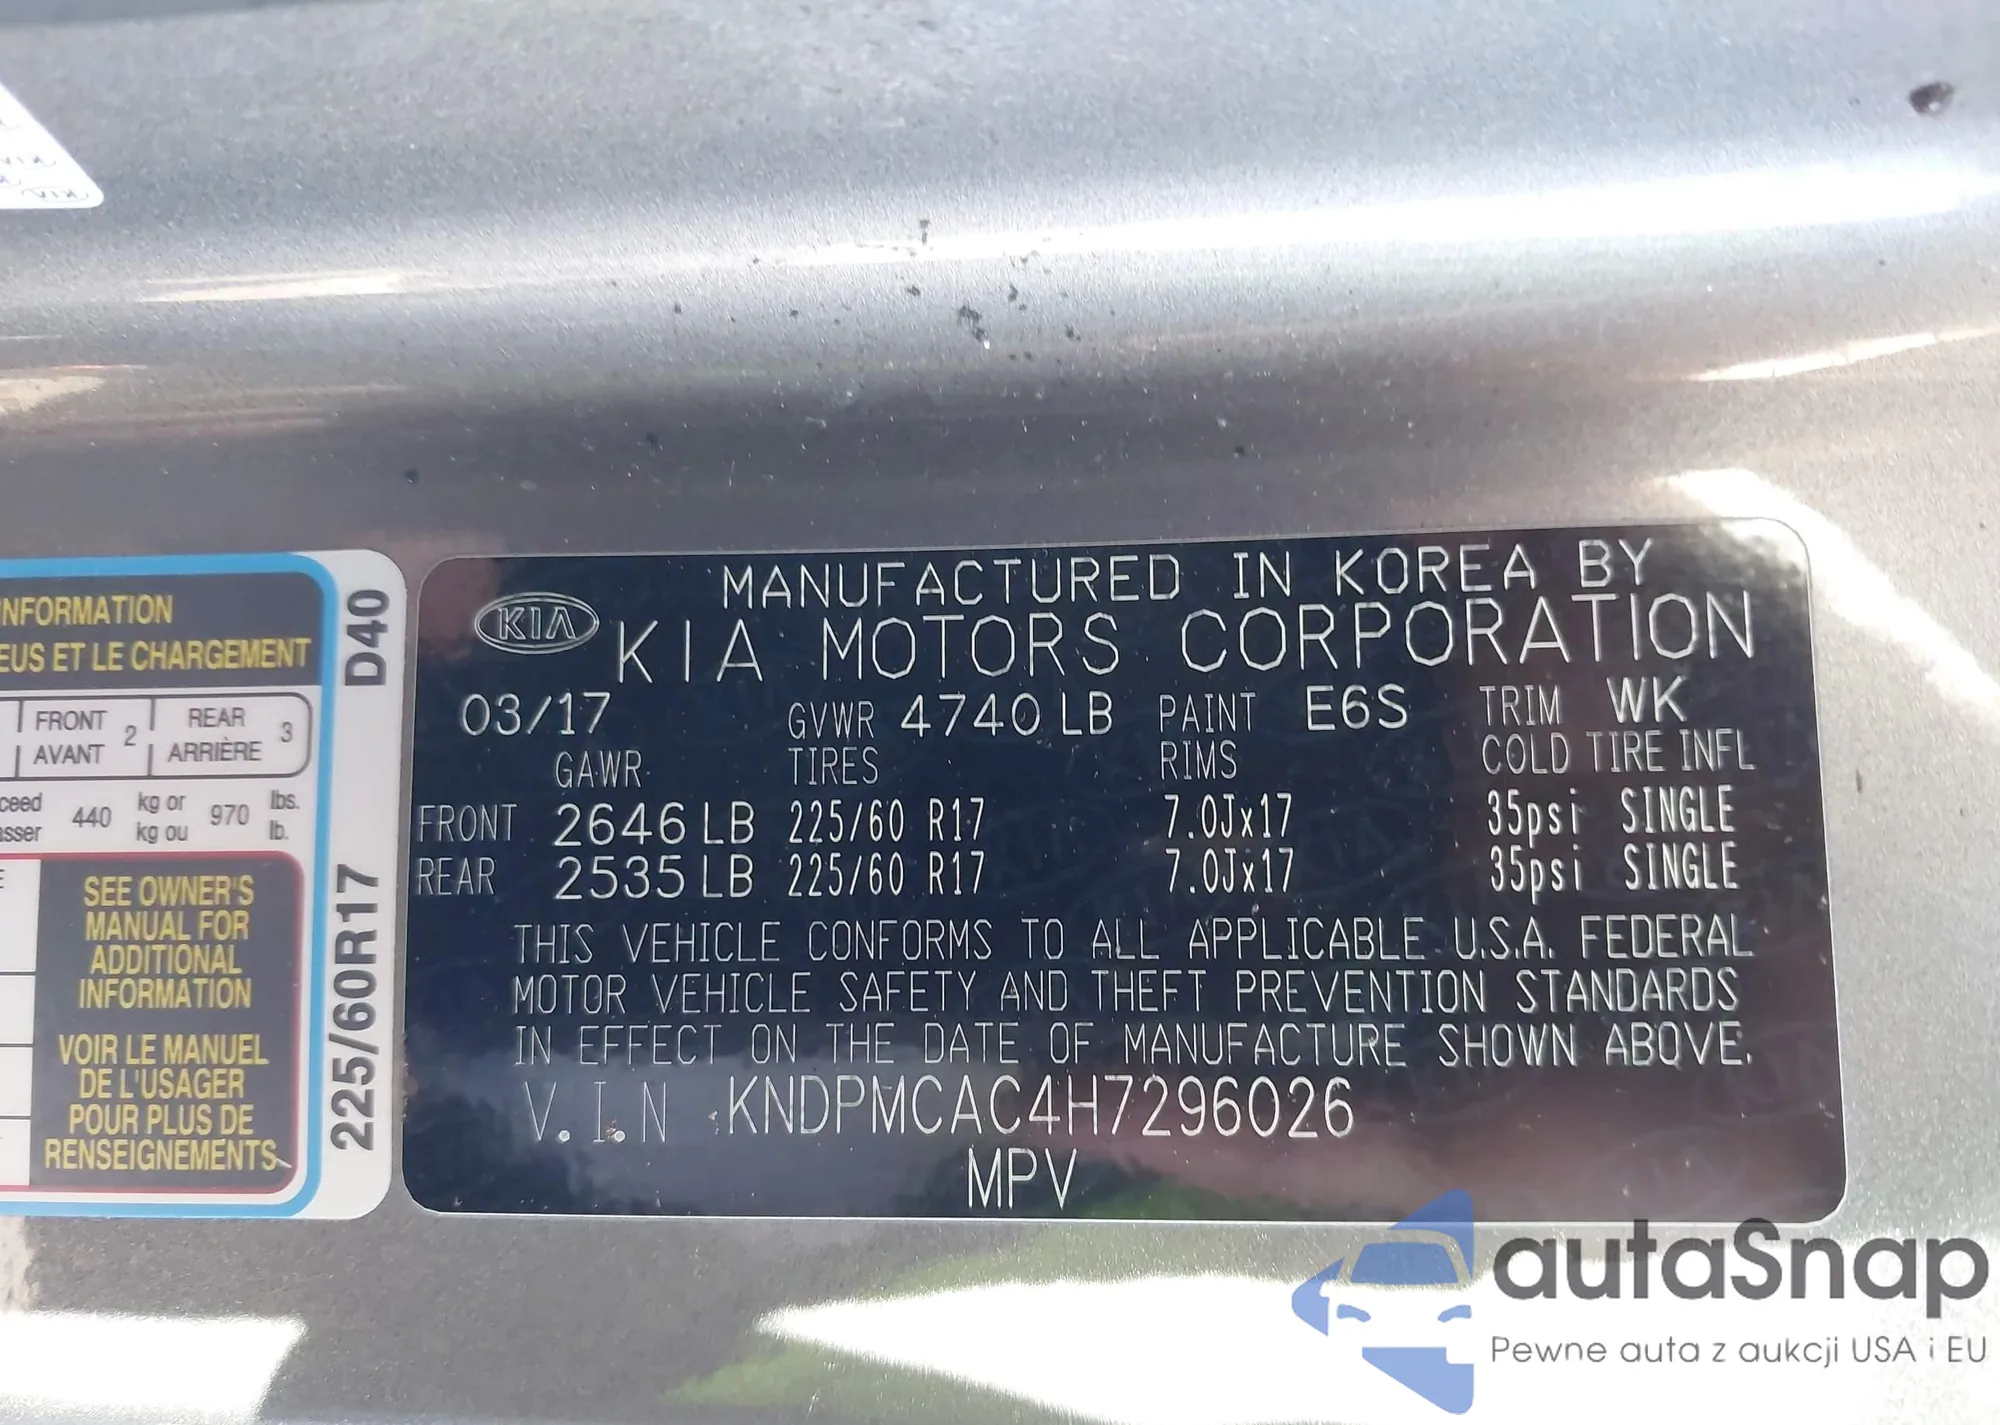 KIA
KIA
INFORMATION
EUS ET LE CHARGEMENT
FRONT 2 REAR 3
AVANT ARRIÈRE
440 kg or 970 lbs.
kg ou lb.
SEE OWNER'S
MANUAL FOR
ADDITIONAL
INFORMATION
VOIR LE MANUEL
DE L'USAGER
POUR PLUS DE
RENSEIGNEMENTS
225/60R17 D40
MANUFACTURED IN KOREA BY
KIA KIA MOTORS CORPORATION
03/17 GVWR 4740 LB PAINT E6S TRIM WK
GAWR TIRES RIMS COLD TIRE INFL
FRONT 2646 LB 225/60 R17 7.0Jx17 35psi SINGLE
REAR 2535 LB 225/60 R17 7.0Jx17 35psi SINGLE
THIS VEHICLE CONFORMS TO ALL APPLICABLE U.S.A. FEDERAL
MOTOR VEHICLE SAFETY AND THEFT PREVENTION STANDARDS
IN EFFECT ON THE DATE OF MANUFACTURE SHOWN ABOVE.
V.I.N KNDPMCAC4H7296026
MPV
autaSnap
Pewne auta z aukcji USA i EU